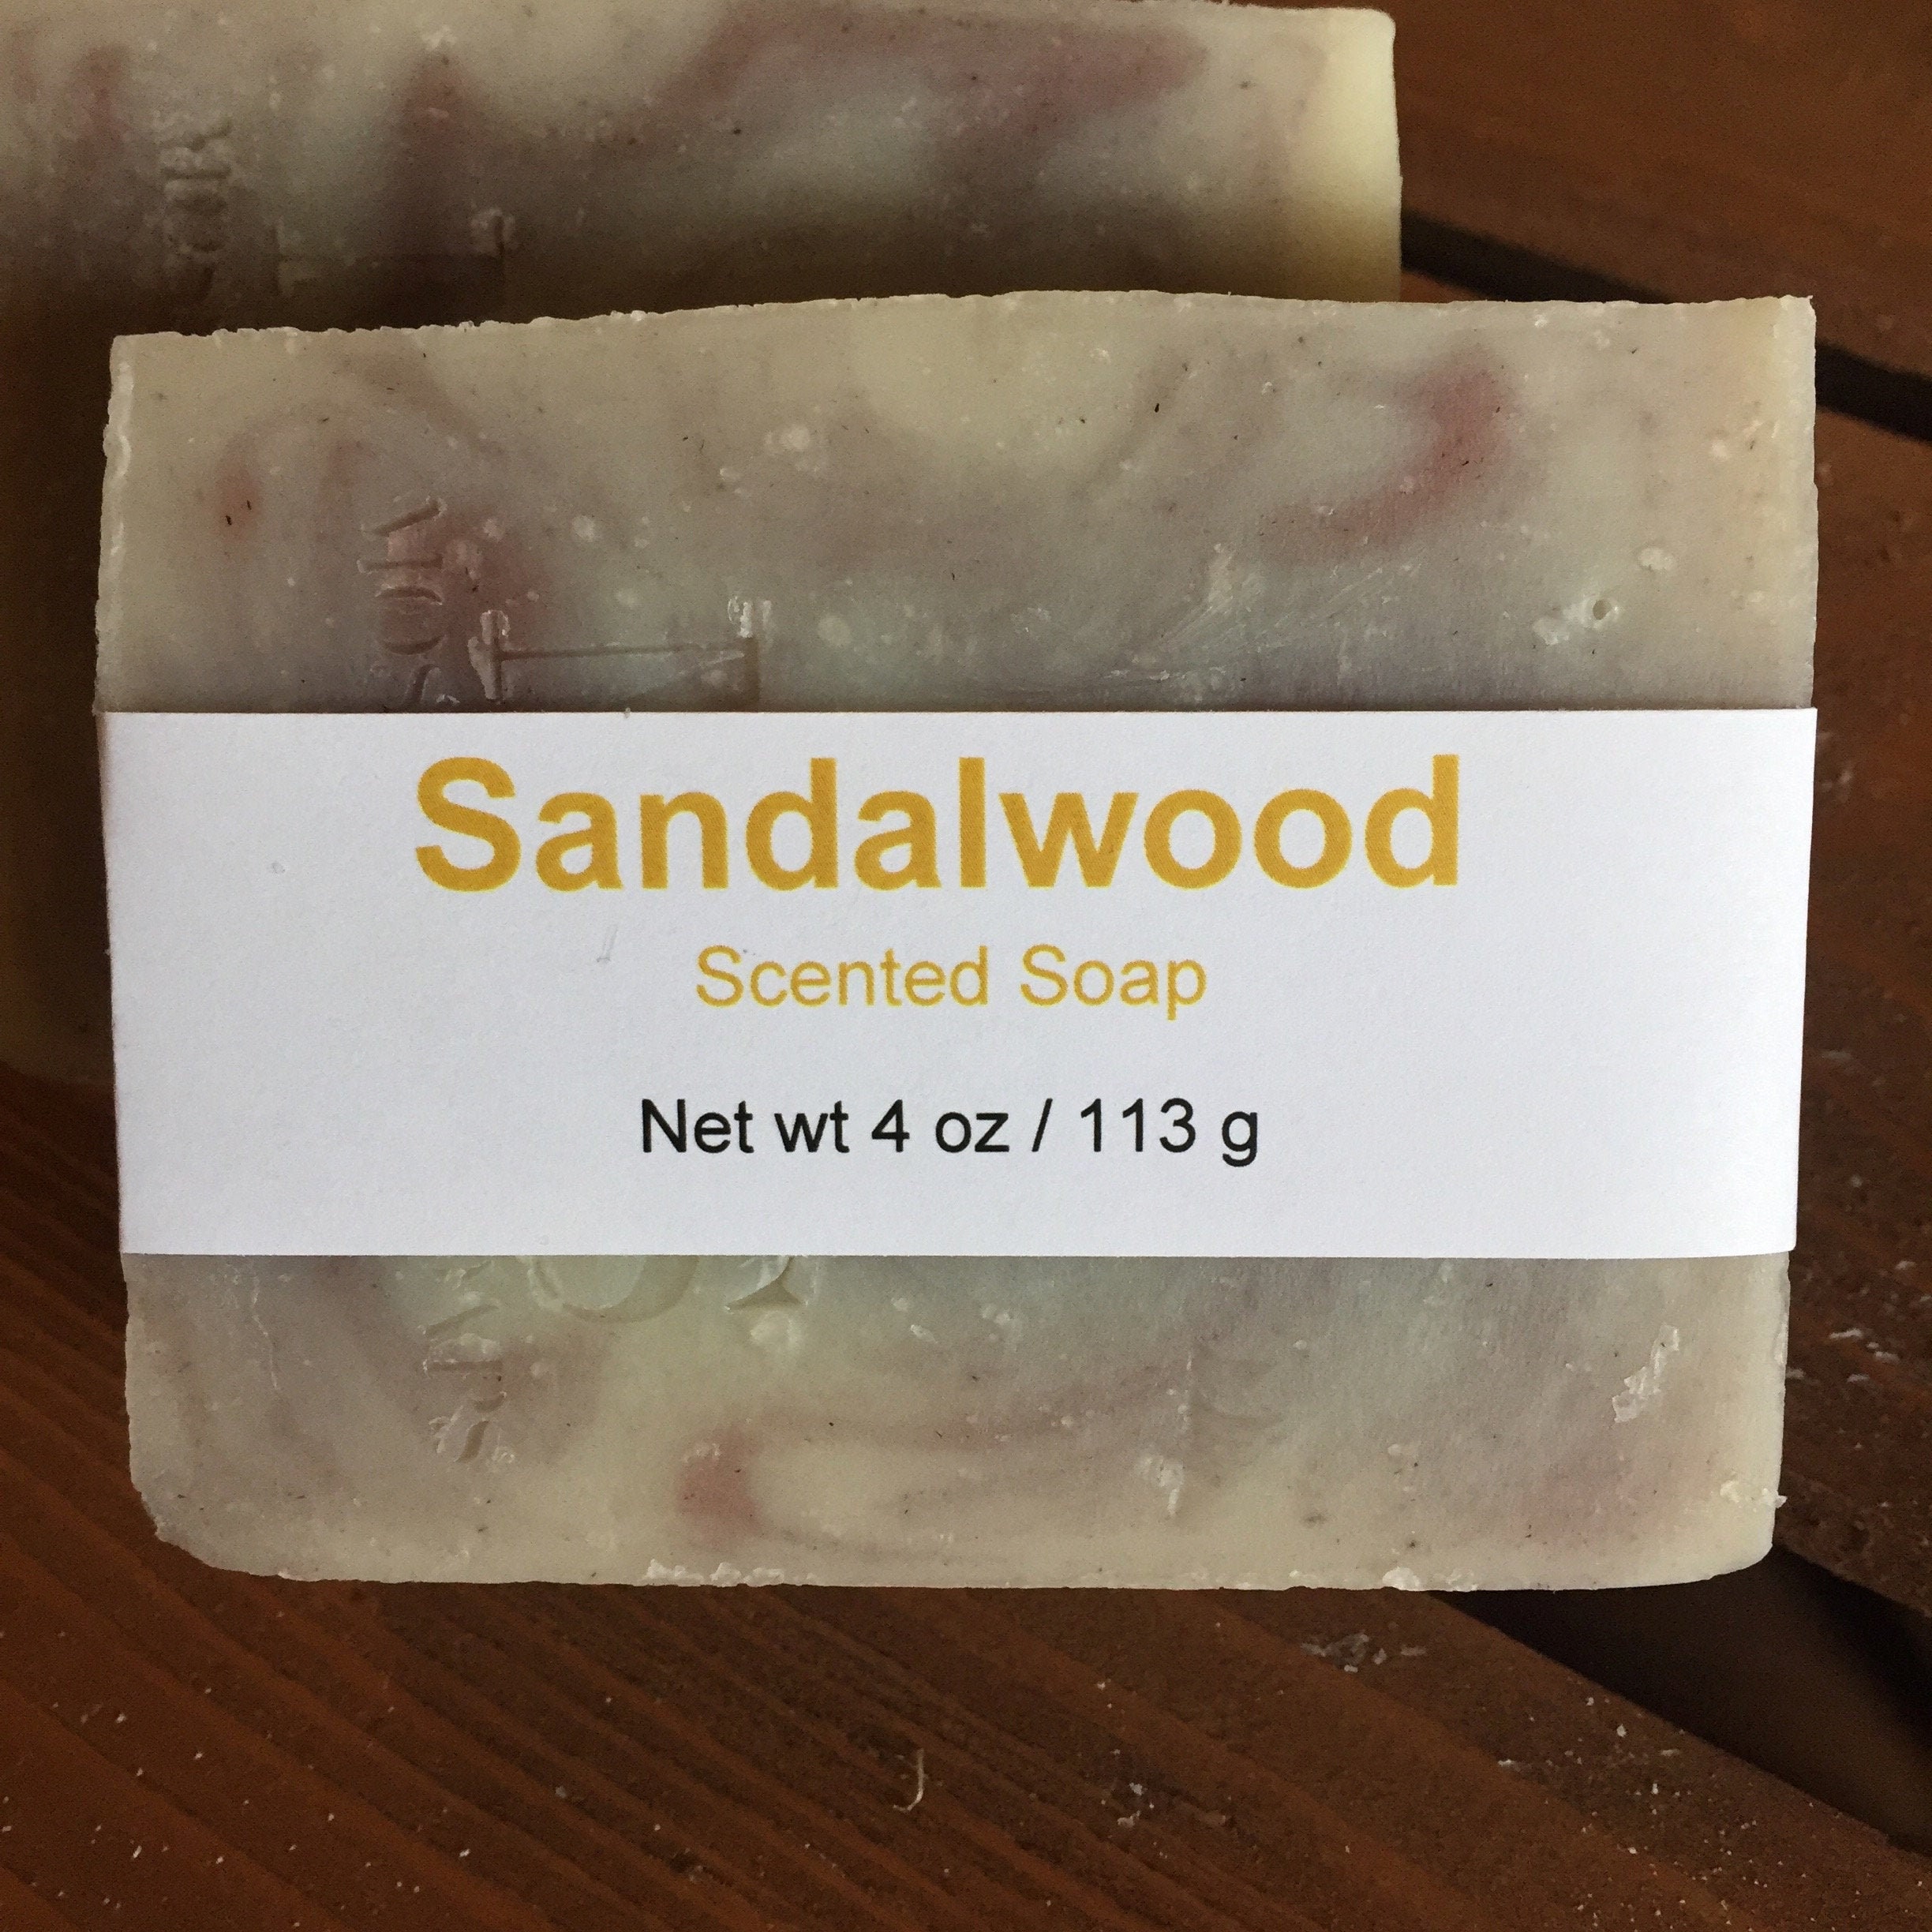 Sandalwood
Scented Soap
Net wt 4 oz / 113 g